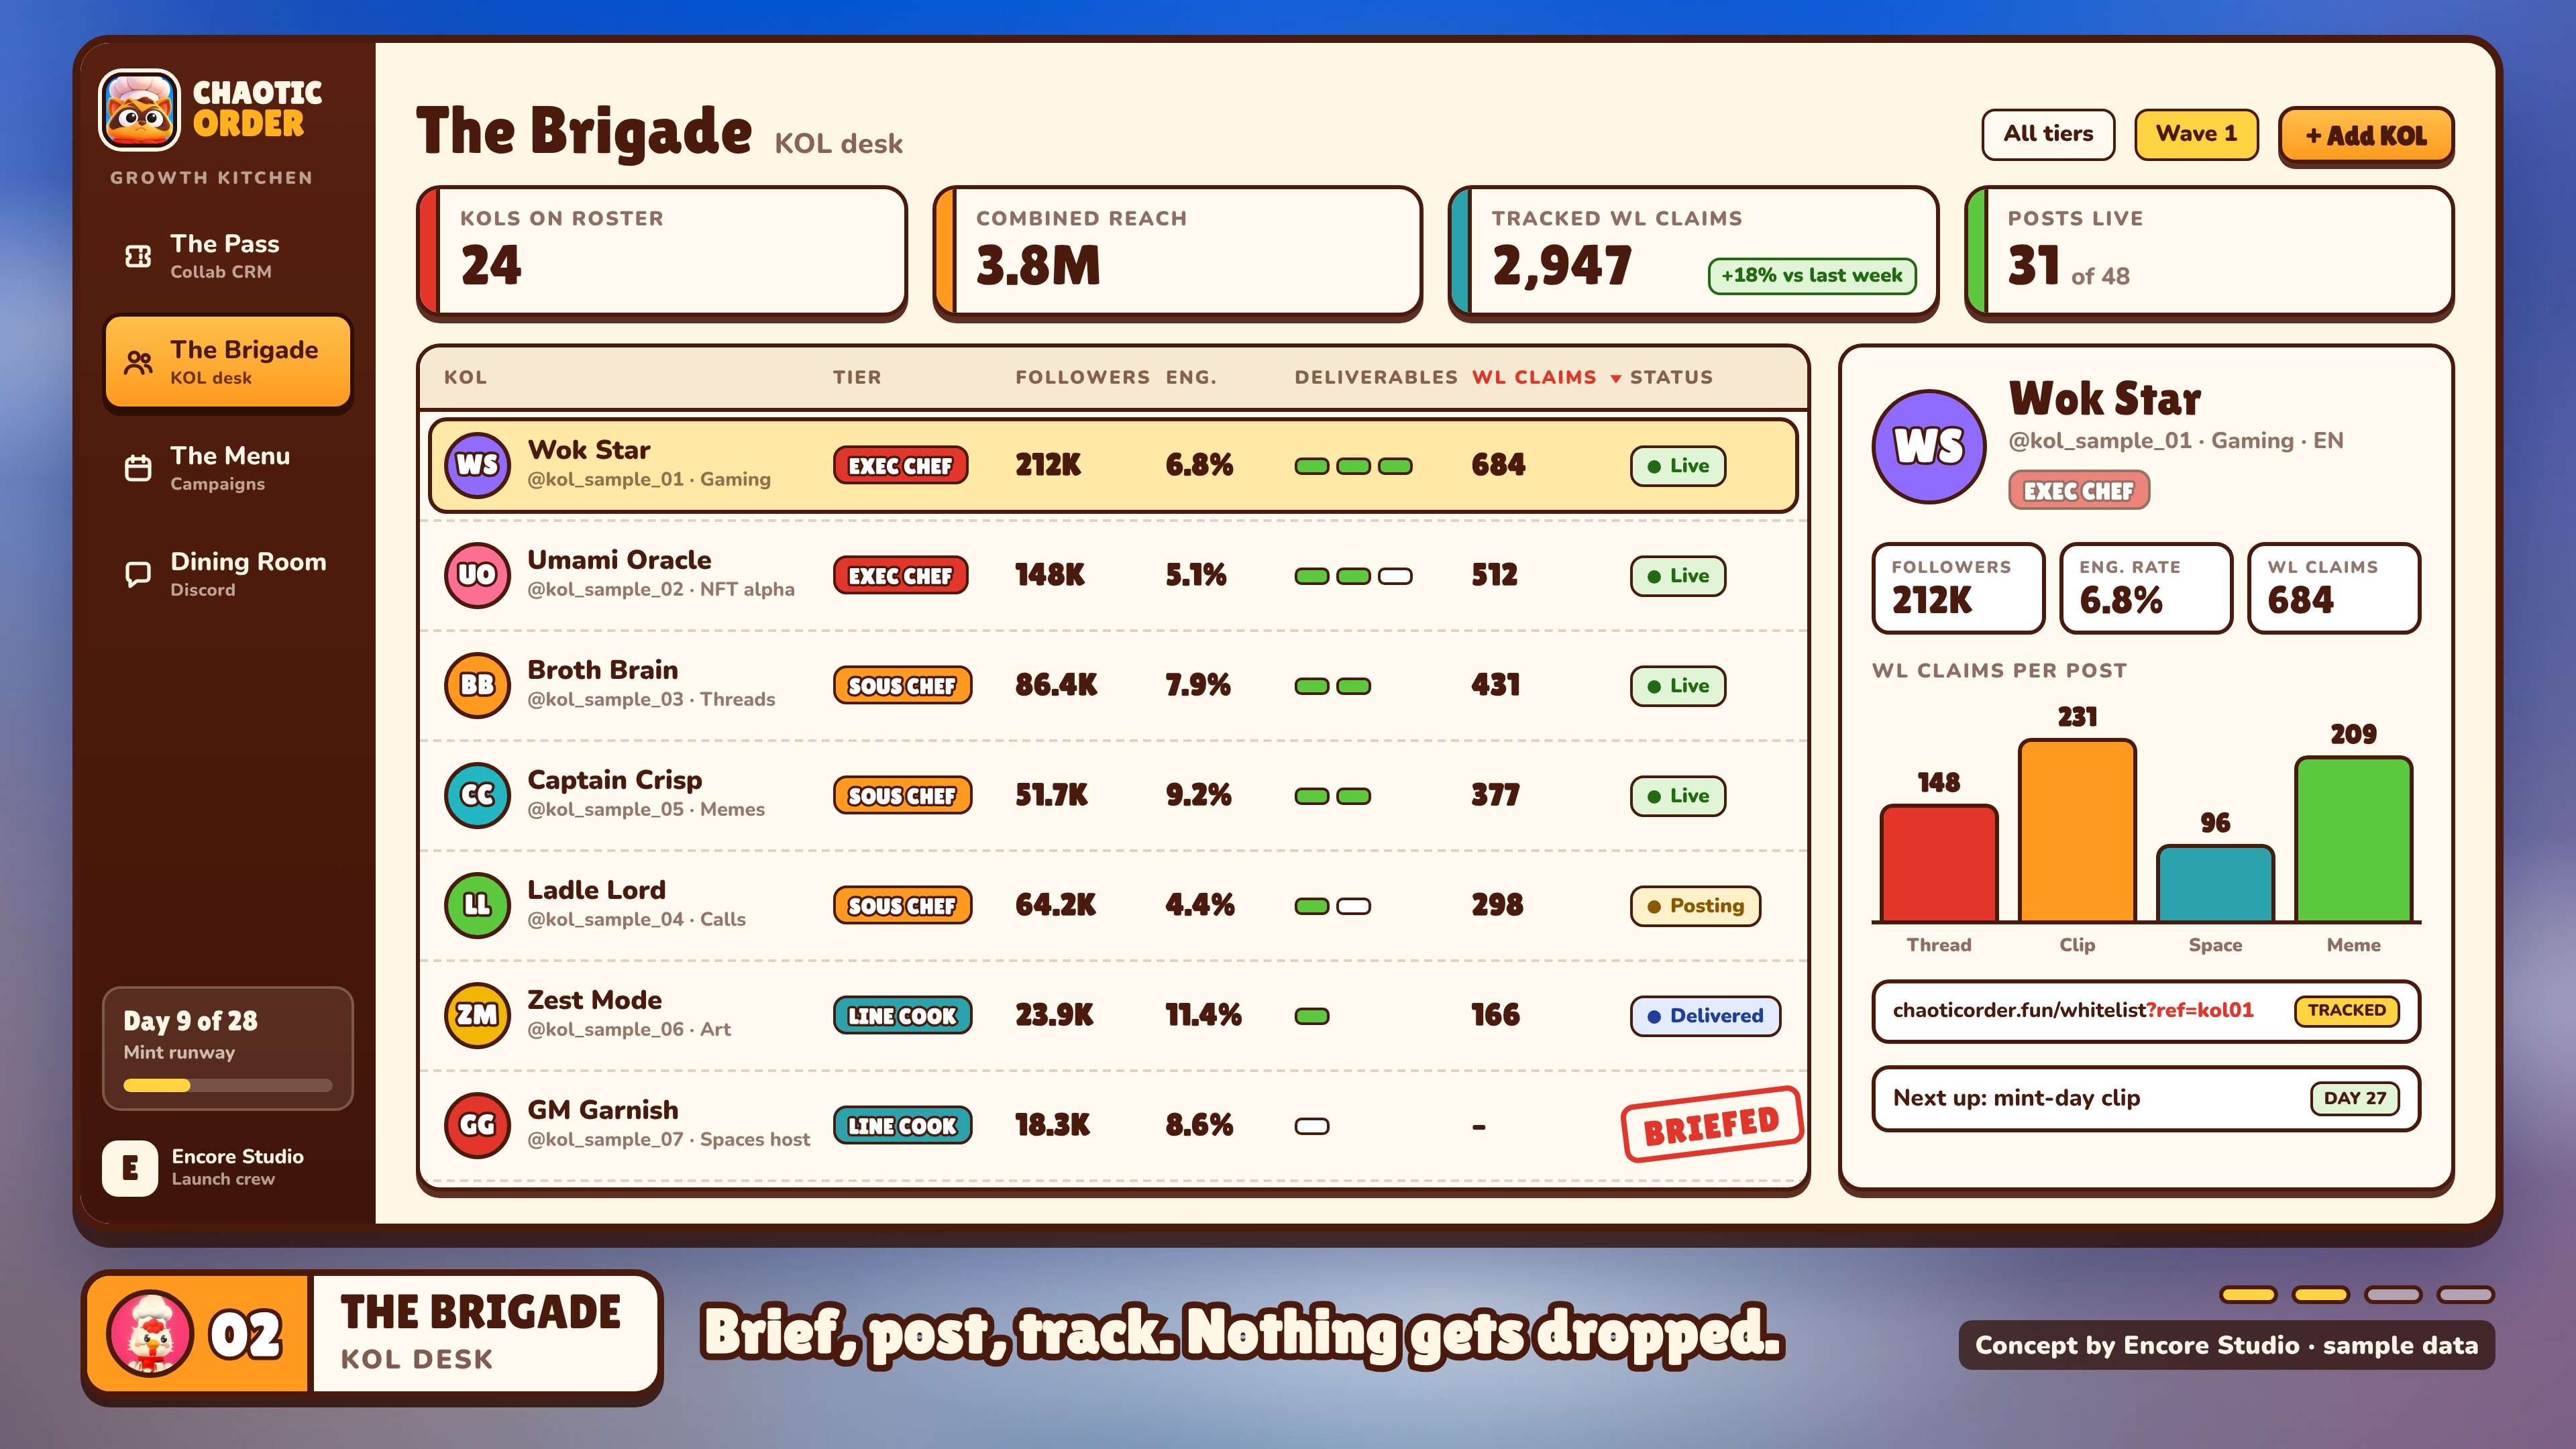 CHAOTIC
ORDER
GROWTH KITCHEN
The Pass
Collab CRM
The Brigade
KOL desk
The Menu
Campaigns
Dining Room
Discord
Day 9 of 28
Mint runway
E
Encore Studio
Launch crew
The Brigade KOL desk
All tiers
Wave 1
+ Add KOL
KOLS ON ROSTER
24
COMBINED REACH
3.8M
TRACKED WL CLAIMS
2,947
+18% vs last week
POSTS LIVE
31 of 48
KOL TIER FOLLOWERS ENG. DELIVERABLES WL CLAIMS STATUS
WS Wok Star
@kol_sample_01 · Gaming
EXEC CHEF 212K 6.8% 684 Live
UO Umami Oracle
@kol_sample_02 · NFT alpha
EXEC CHEF 148K 5.1% 512 Live
BB Broth Brain
@kol_sample_03 · Threads
SOUS CHEF 86.4K 7.9% 431 Live
CC Captain Crisp
@kol_sample_05 · Memes
SOUS CHEF 51.7K 9.2% 377 Live
LL Ladle Lord
@kol_sample_04 · Calls
SOUS CHEF 64.2K 4.4% 298 Posting
ZM Zest Mode
@kol_sample_06 · Art
LINE COOK 23.9K 11.4% 166 Delivered
GG GM Garnish
@kol_sample_07 · Spaces host
LINE COOK 18.3K 8.6% - BRIEFED
WS
Wok Star
@kol_sample_01 · Gaming · EN
EXEC CHEF
FOLLOWERS
212K
ENG. RATE
6.8%
WL CLAIMS
684
WL CLAIMS PER POST
148 231 96 209
Thread Clip Space Meme
chaoticorder.fun/whitelist?ref=kol01 TRACKED
Next up: mint-day clip DAY 27
02
THE BRIGADE
KOL DESK
Brief, post, track. Nothing gets dropped.
Concept by Encore Studio · sample data